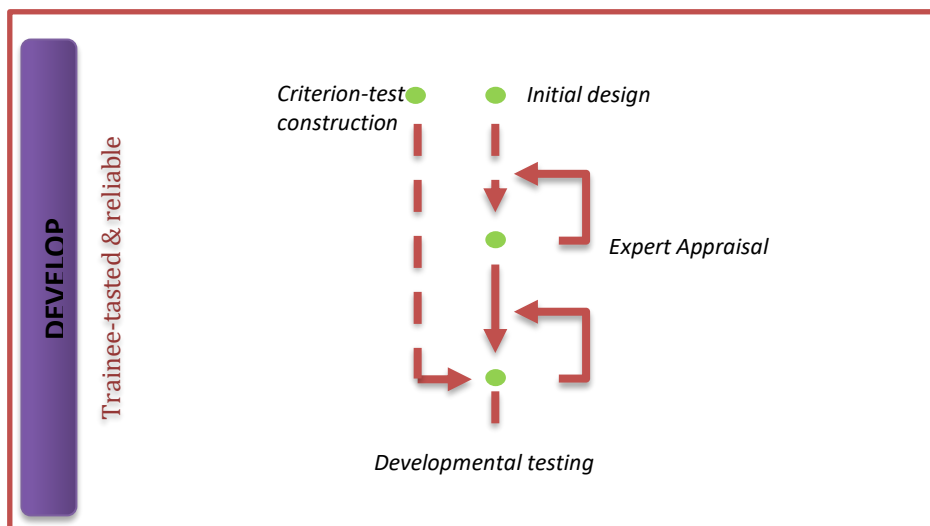 DEVELOP
Trainee-tasted & reliable
Criterion-test
construction
Initial design
Expert Appraisal
Developmental testing